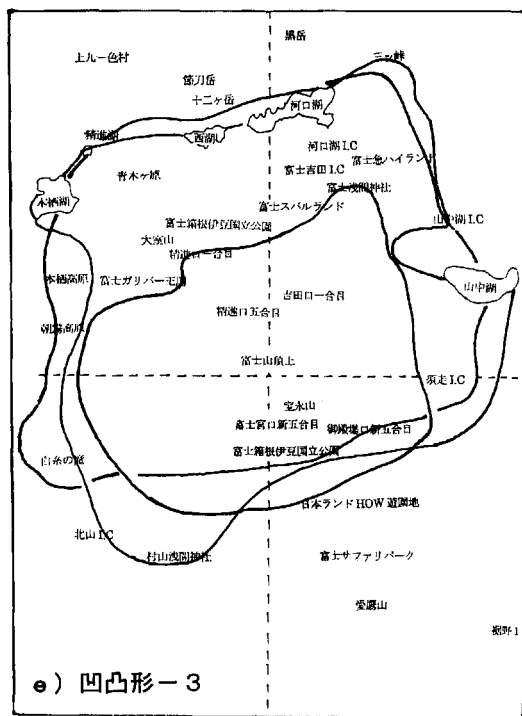 黒岳
上九一色村
三ッ峠
節刀岳
十二ヶ岳
河口湖
精進湖
西湖
河口湖 I.C
富士急ハイランド
富士吉田 I.C
青木ヶ原
富士浅間神社
本栖湖
富士スバルランド
山中湖 I.C
富士箱根伊豆国立公園
大室山
精進口一合目
本栖高原
富士ガリバー王国
山中湖
吉田口一合目
精進口五合目
朝霧高原
富士山頂上
須走 I.C
宝永山
富士宮口新五合目
御殿場口新五合目
富士箱根伊豆国立公園
白糸の滝
日本ランド HOW 遊園地
北山 I.C
村山浅間神社
富士サファリパーク
愛鷹山
裾野 I
e）凹凸形－3